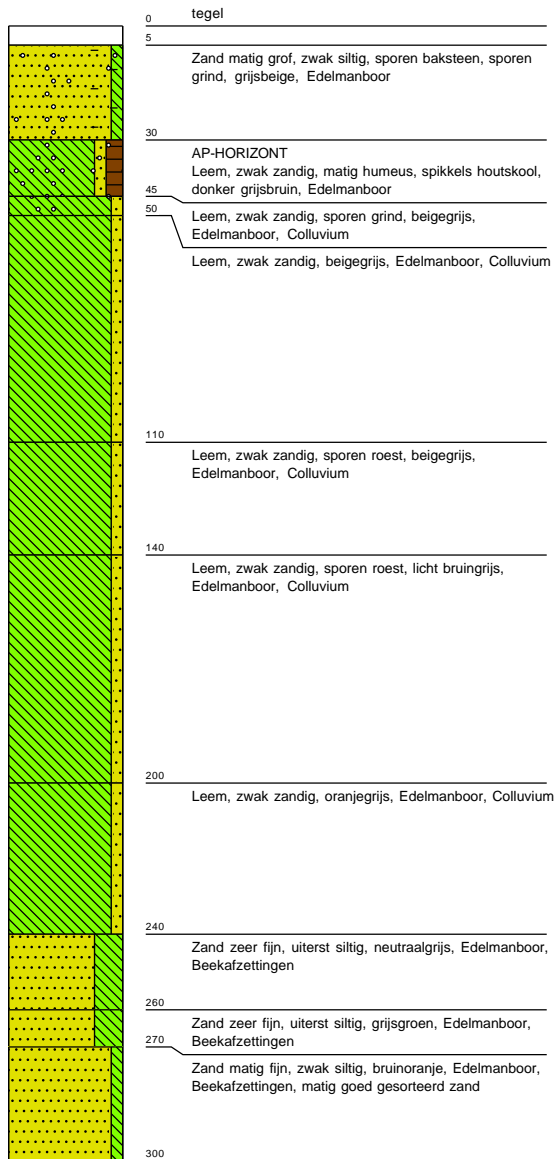 0
tegel
5
Zand matig grof, zwak siltig, sporen baksteen, sporen
grind, grijsbeige, Edelmanboor
30
AP-HORIZONT
Leem, zwak zandig, matig humeus, spikkels houtskool,
donker grijsbruin, Edelmanboor
45
Leem, zwak zandig, sporen grind, beigegrijs,
Edelmanboor, Colluvium
50
Leem, zwak zandig, beigegrijs, Edelmanboor, Colluvium
110
Leem, zwak zandig, sporen roest, beigegrijs,
Edelmanboor, Colluvium
140
Leem, zwak zandig, sporen roest, licht bruingrijs,
Edelmanboor, Colluvium
200
Leem, zwak zandig, oranjegrijs, Edelmanboor, Colluvium
240
Zand zeer fijn, uiterst siltig, neutraalgrijs, Edelmanboor,
Beekafzettingen
260
Zand zeer fijn, uiterst siltig, grijsgroen, Edelmanboor,
Beekafzettingen
270
Zand matig fijn, zwak siltig, bruinoranje, Edelmanboor,
Beekafzettingen, matig goed gesorteerd zand
300